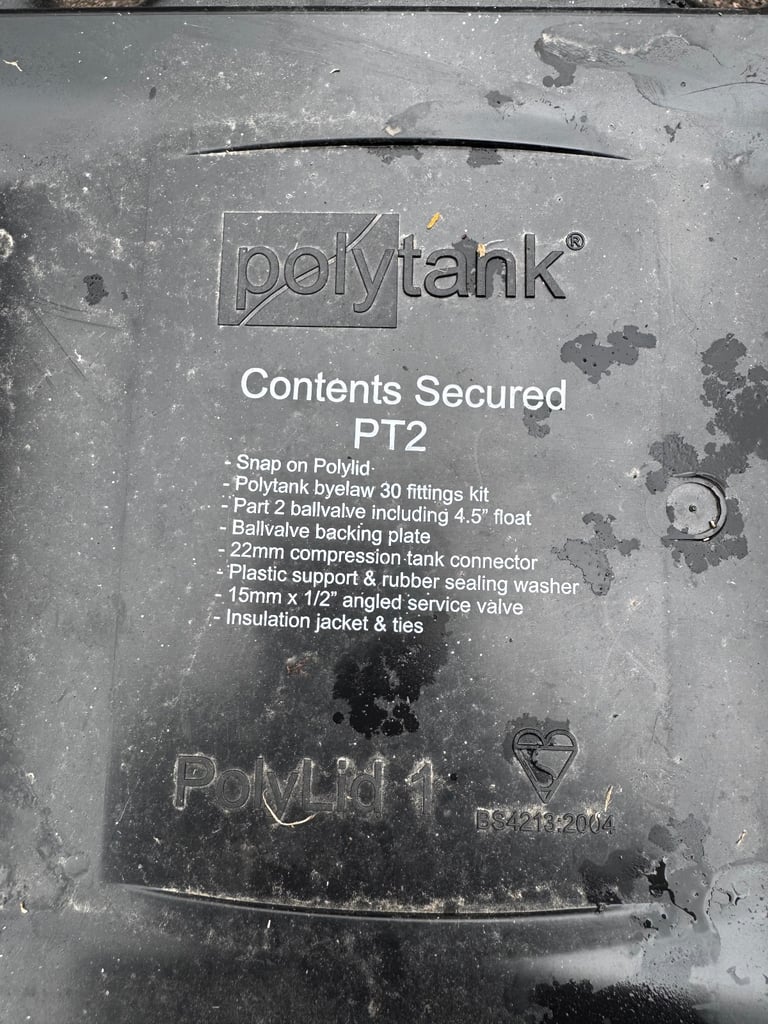 polytank®
Contents Secured
PT2
- Snap on Polylid
- Polytank byelaw 30 fittings kit
- Part 2 ballvalve including 4.5” float
- Ballvalve backing plate
- 22mm compression tank connector
- Plastic support & rubber sealing washer
- 15mm x 1/2” angled service valve
- Insulation jacket & ties
PolyLid 1
BS4213:2004